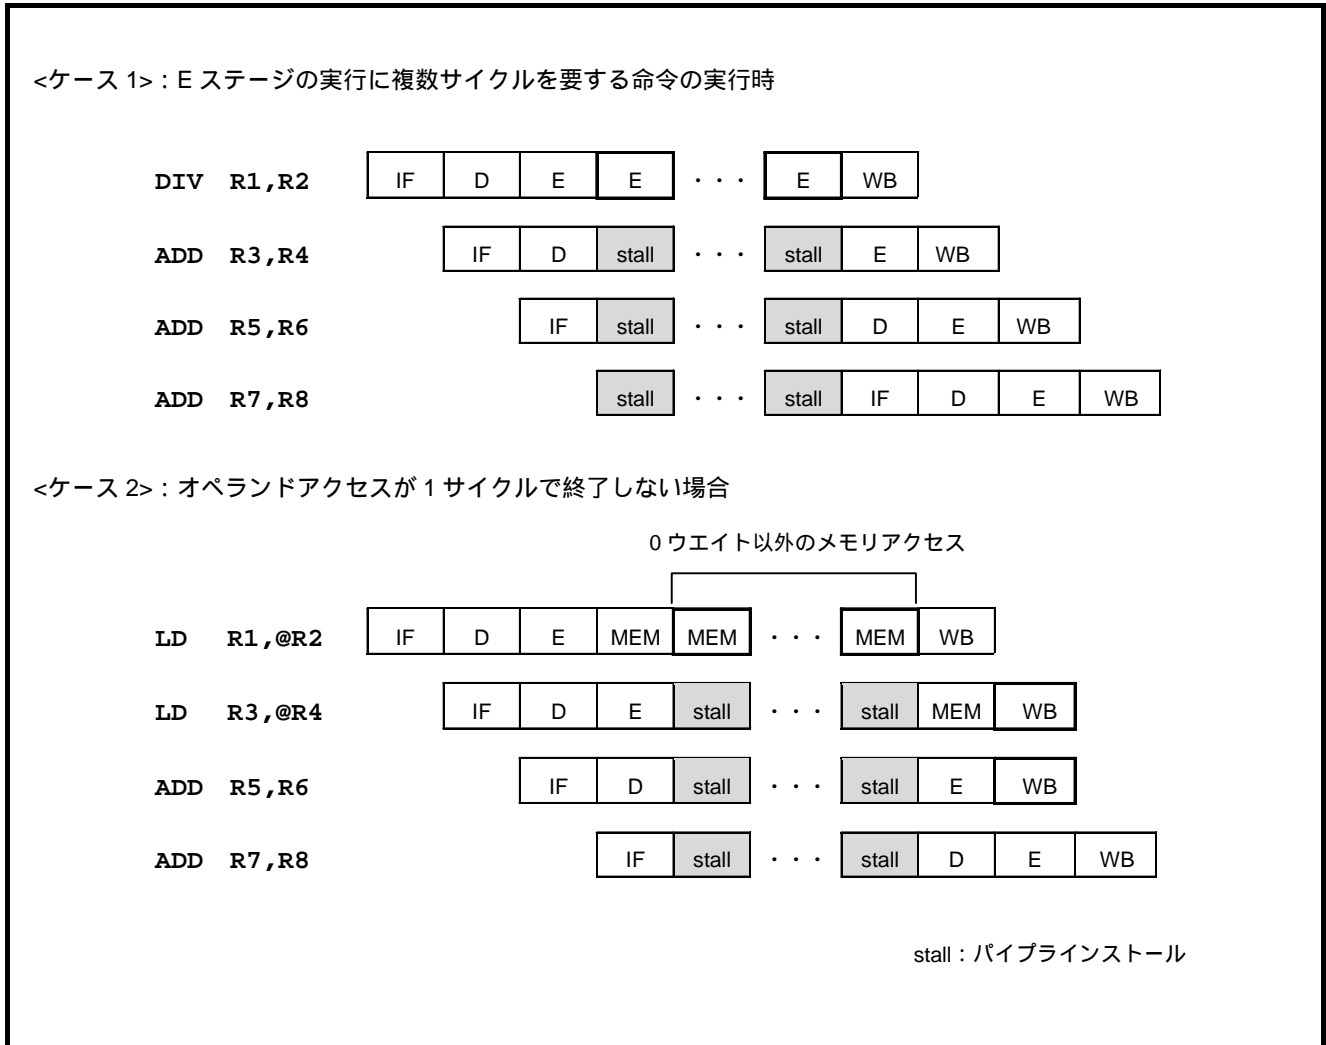 <ケース 1>：E ステージの実行に複数サイクルを要する命令の実行時
DIV R1,R2 IF D E E ・・・ E WB
ADD R3,R4 IF D stall ・・・ stall E WB
ADD R5,R6 IF stall ・・・ stall D E WB
ADD R7,R8 stall ・・・ stall IF D E WB
<ケース 2>：オペランドアクセスが 1 サイクルで終了しない場合
0 ウエイト以外のメモリアクセス
LD R1,@R2 IF D E MEM MEM ・・・ MEM WB
LD R3,@R4 IF D E stall ・・・ stall MEM WB
ADD R5,R6 IF D stall ・・・ stall E WB
ADD R7,R8 IF stall ・・・ stall D E WB
stall：パイプラインストール